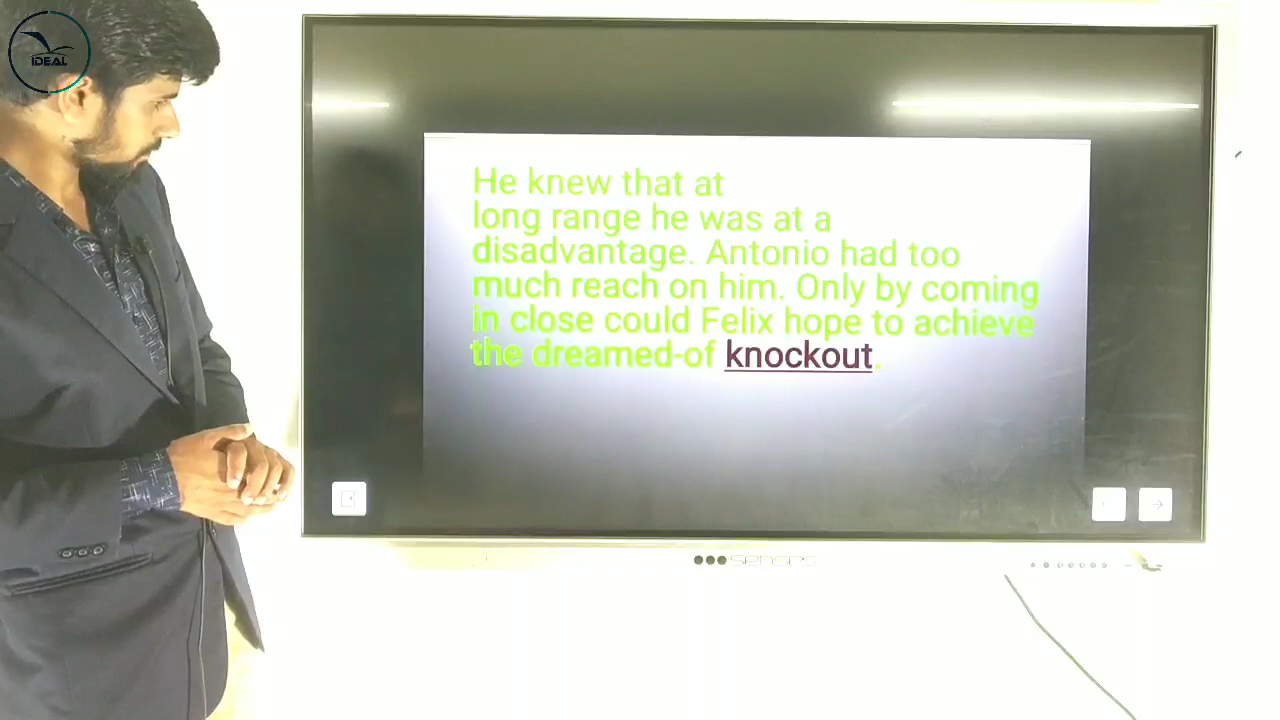 IDEAL
He knew that at
long range he was at a
disadvantage. Antonio had too
much reach on him. Only by coming
in close could Felix hope to achieve
the dreamed-of knockout.
senses